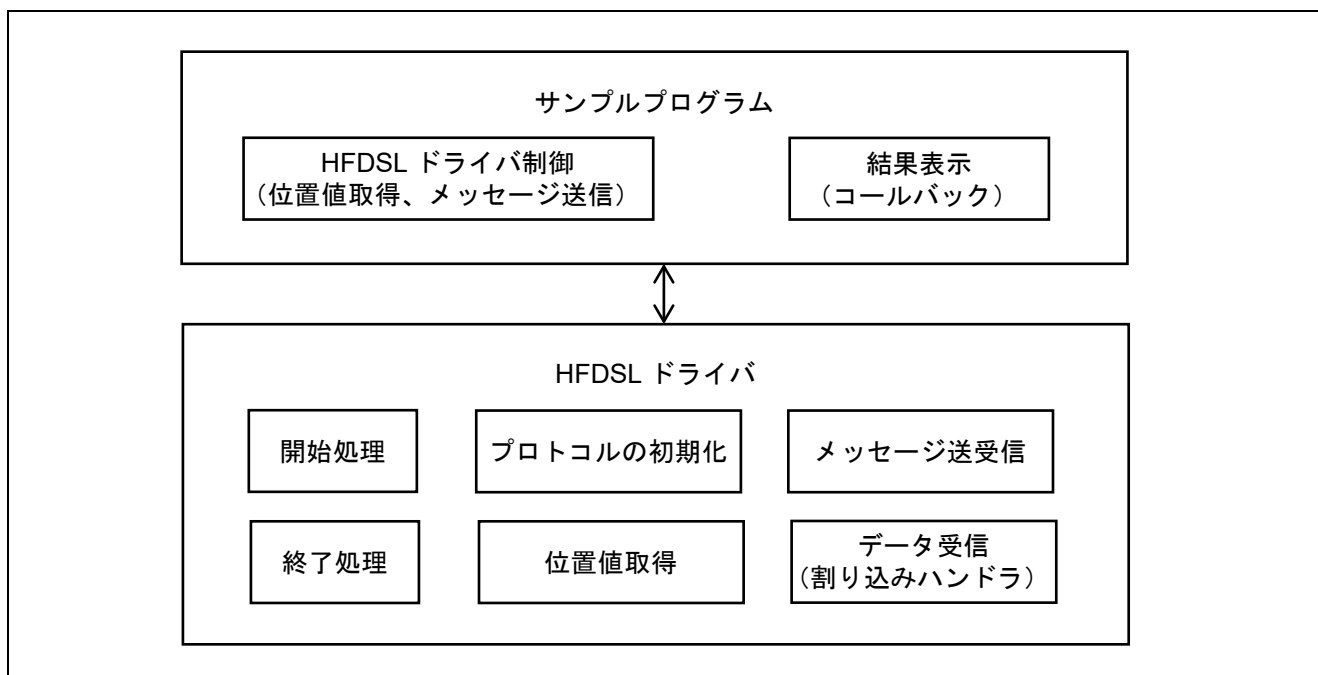 サンプルプログラム
HFDSL ドライバ制御
（位置値取得、メッセージ送信）
結果表示
（コールバック）
HFDSL ドライバ
開始処理
プロトコルの初期化
メッセージ送受信
終了処理
位置値取得
データ受信
（割り込みハンドラ）